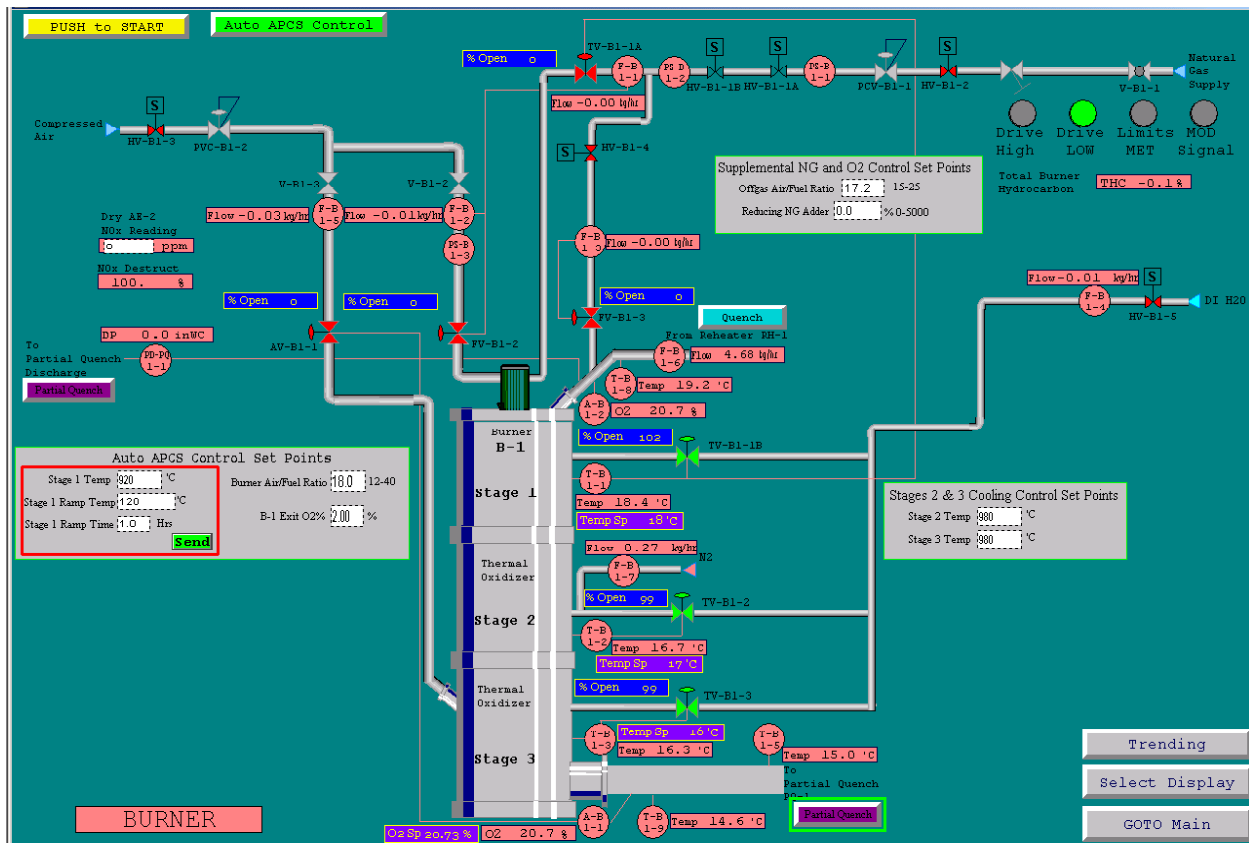 PUSH to START
Auto APCS Control
% Open 0
TV-B1-1A
F-B
1-1
PS-B
1-2
S
HV-B1-1B
S
HV-B1-1A
PS-B
1-1
PCV-B1-1
S
HV-B1-2
V-B1-1
Natural
Gas
Supply
Flow -0.00 kg/hr
Drive
High
Drive
LOW
Limits
MET
MOD
Signal
Compressed
Air
S
HV-B1-3
PVC-B1-2
S
HV-B1-4
Supplemental NG and O2 Control Set Points
Offgas Air/Fuel Ratio 17.2 15-25
Reducing NG Adder 0.0 % 0-5000
Total Burner
Hydrocarbon
THC -0.1 %
V-B1-3
V-B1-2
Flow -0.03 kg/hr
F-B
1-5
Flow -0.01 kg/hr
F-B
1-2
PS-B
1-3
Dry AE-2
NOx Reading
0 ppm
NOx Destruct
100. %
F-B
1-3
Flow -0.00 kg/hr
% Open 0
% Open 0
% Open 0
Flow -0.01 kg/hr
S
F-B
1-4
HV-B1-5
DI H20
FV-B1-3
Quench
From Reheater RH-1
DP 0.0 inWC
AV-B1-1
FV-B1-2
To
Partial Quench
Discharge
PD-PQ
1-1
Partial Quench
F-B
1-6
Flow 4.68 kg/hr
T-B
1-8
Temp 19.2 'C
A-B
1-2
O2 20.7 %
Burner
B-1
% Open 102
TV-B1-1B
Auto APCS Control Set Points
Stage 1 Temp 920 'C
Burner Air/Fuel Ratio 18.0 12-40
Stage 1 Ramp Temp 120 'C
B-1 Exit O2% 2.00 %
Stage 1 Ramp Time 1.0 Hrs
Send
Stage 1
T-B
1-1
Temp 18.4 'C
Temp Sp 18 'C
Stages 2 & 3 Cooling Control Set Points
Stage 2 Temp 980 'C
Stage 3 Temp 980 'C
Flow 0.27 kg/hr
N2
F-B
1-7
Thermal
Oxidizer
% Open 99
TV-B1-2
Stage 2
T-B
1-2
Temp 16.7 'C
Temp Sp 17 'C
Thermal
Oxidizer
% Open 99
TV-B1-3
Temp Sp 16 'C
T-B
1-3
Temp 16.3 'C
Stage 3
T-B
1-5
Temp 15.0 'C
To
Partial Quench
Partial Quench
Trending
Select Display
GOTO Main
BURNER
O2 Sp 20.73 %
O2 20.7 %
A-B
1-1
T-B
1-9
Temp 14.6 'C